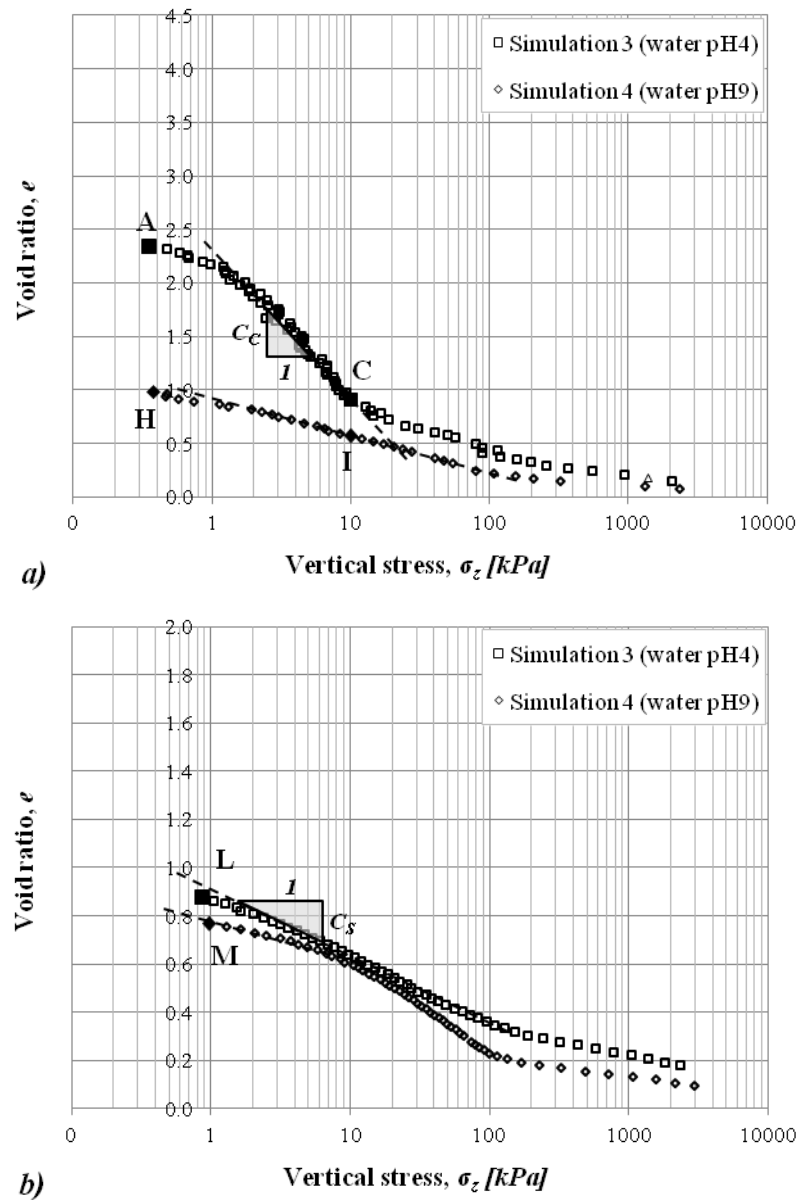 4.5
4.0
3.5
3.0
2.5
2.0
1.5
1.0
0.5
0.0
Void ratio, e
□ Simulation 3 (water pH4)
◇ Simulation 4 (water pH9)
A
Cc
1
C
H
I
0 1 10 100 1000 10000
Vertical stress, σz [kPa]
a)
2.0
1.8
1.6
1.4
1.2
1.0
0.8
0.6
0.4
0.2
0.0
Void ratio, e
□ Simulation 3 (water pH4)
◇ Simulation 4 (water pH9)
L
1
Cs
M
0 1 10 100 1000 10000
Vertical stress, σz [kPa]
b)